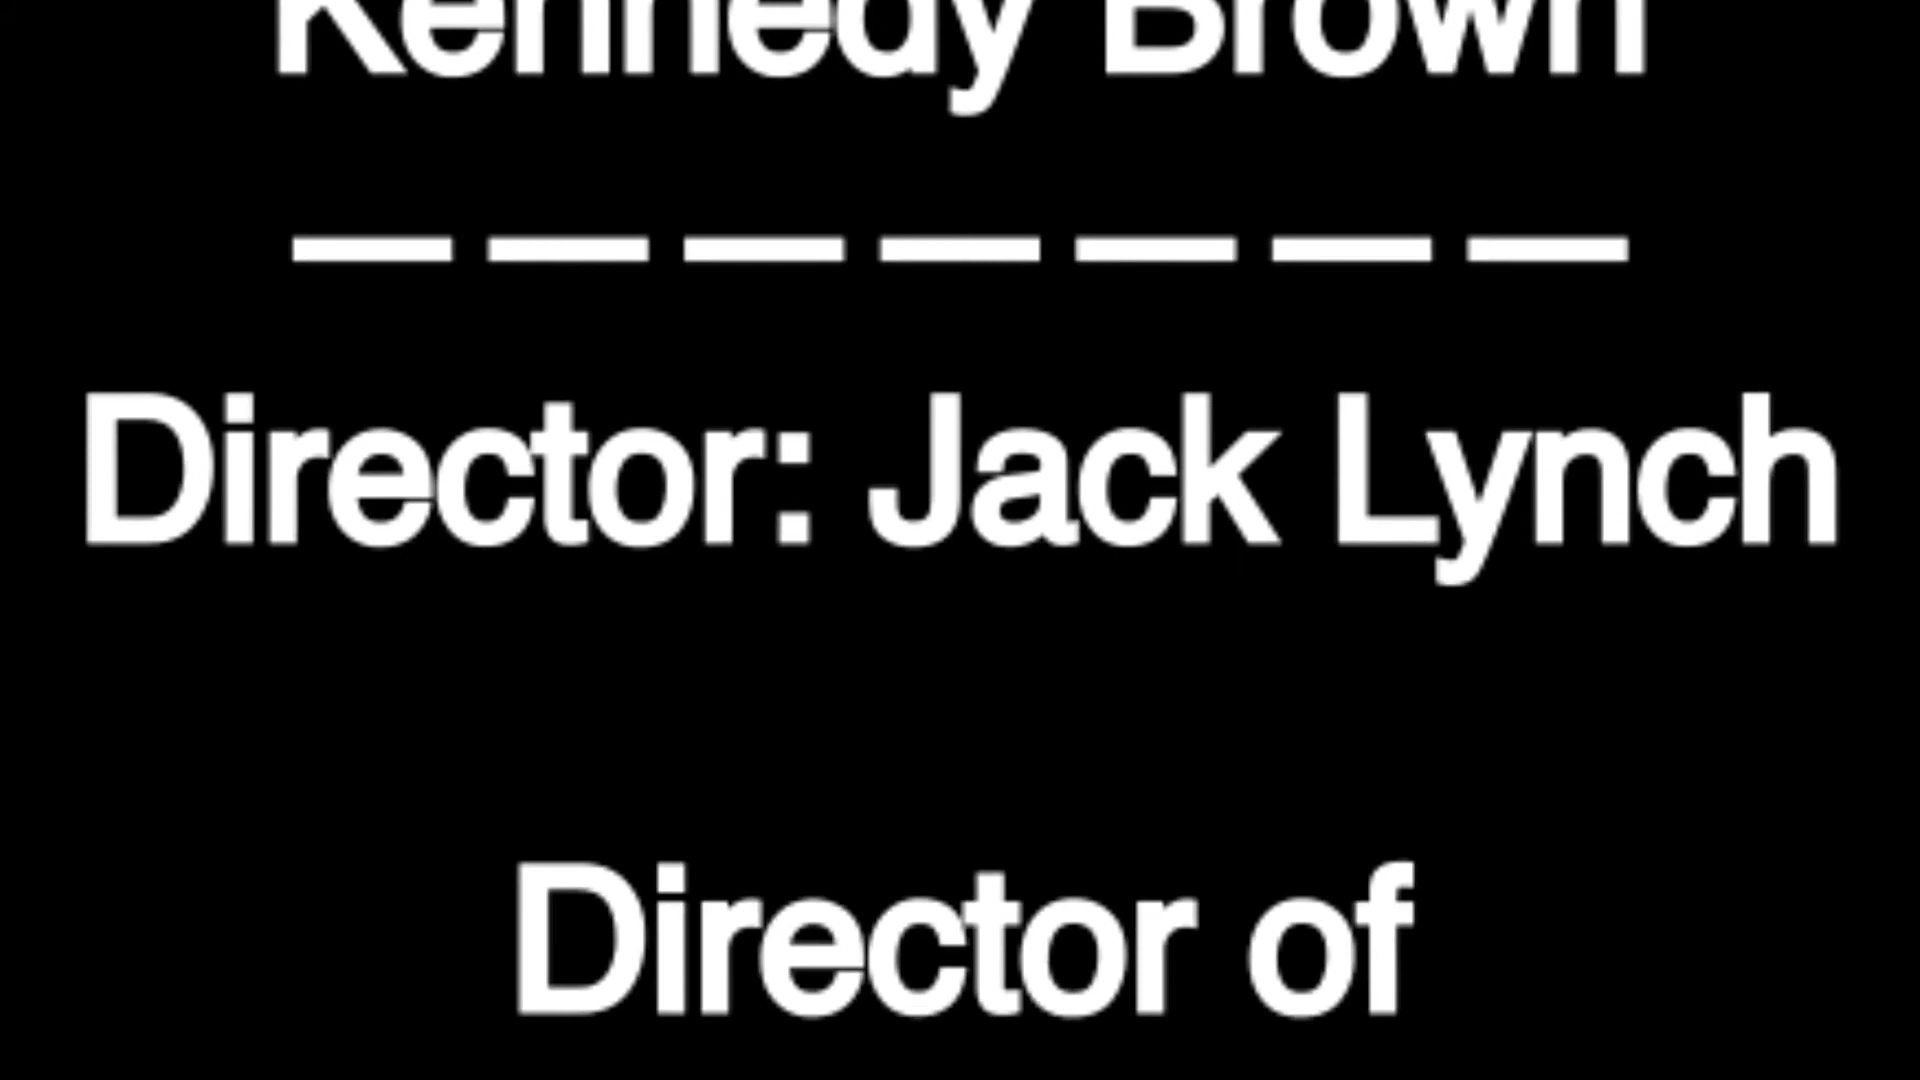 Kennedy Brown
— — — — — — —
Director: Jack Lynch
Director of